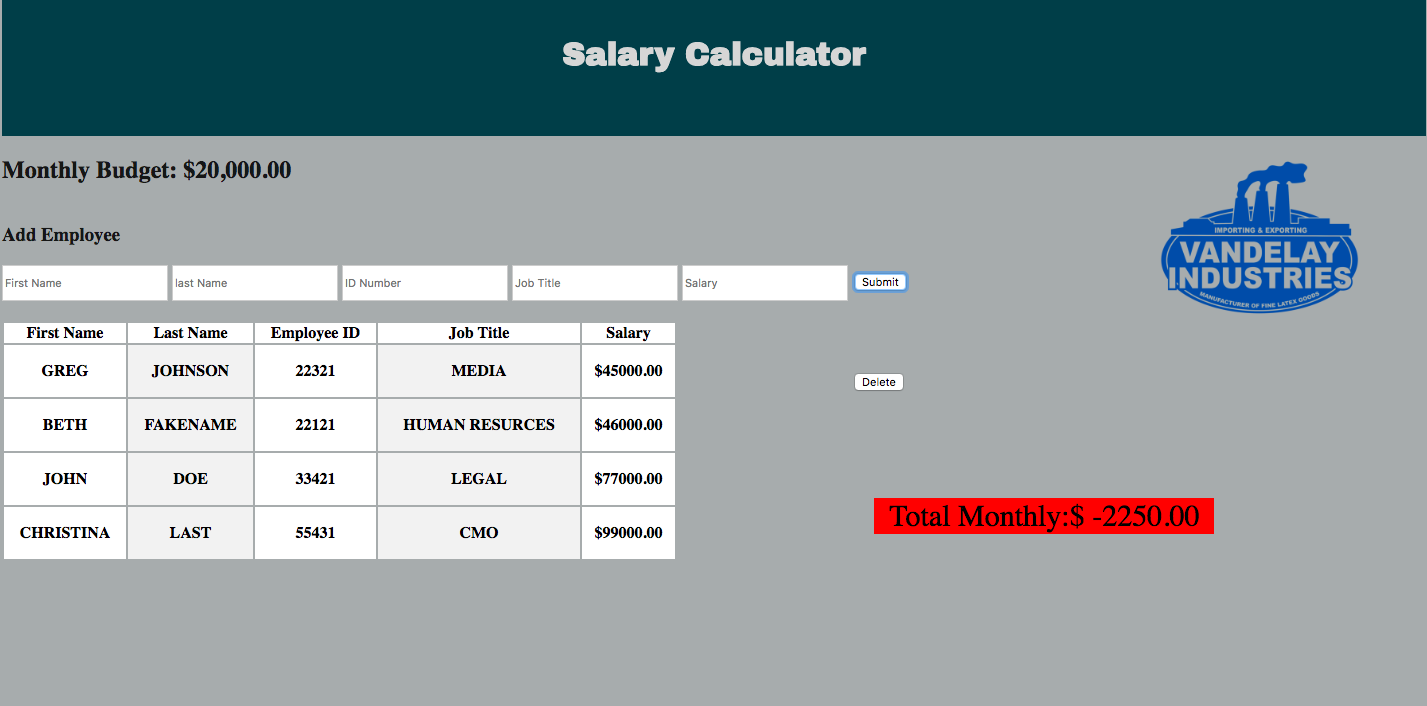 Salary Calculator
Monthly Budget: $20,000.00
IMPORTING & EXPORTING
VANDELAY
INDUSTRIES
MANUFACTURER OF FINE LATEX GOODS
Add Employee
First Name last Name ID Number Job Title Salary Submit
First Name Last Name Employee ID Job Title Salary
GREG JOHNSON 22321 MEDIA $45000.00
Delete
BETH FAKENAME 22121 HUMAN RESURCES $46000.00
JOHN DOE 33421 LEGAL $77000.00
Total Monthly:$ -2250.00
CHRISTINA LAST 55431 CMO $99000.00